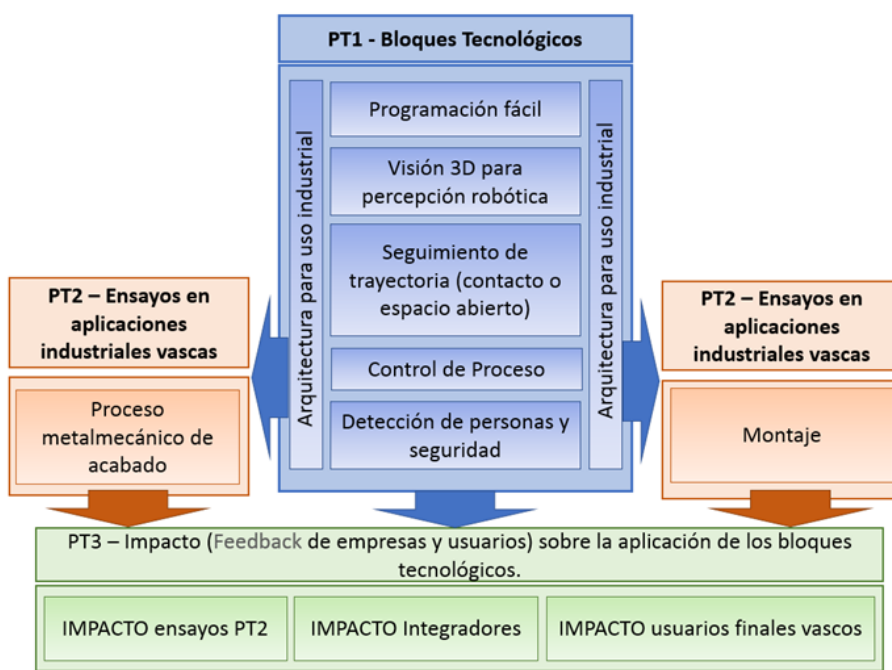 PT1 - Bloques Tecnológicos
Arquitectura para uso industrial
Programación fácil
Visión 3D para
percepción robótica
Seguimiento de
trayectoria (contacto o
espacio abierto)
Control de Proceso
Detección de personas y
seguridad
Arquitectura para uso industrial
PT2 – Ensayos en
aplicaciones
industriales vascas
Proceso
metalmecánico de
acabado
PT2 – Ensayos en
aplicaciones
industriales vascas
Montaje
PT3 – Impacto (Feedback de empresas y usuarios) sobre la aplicación de los bloques
tecnológicos.
IMPACTO ensayos PT2
IMPACTO Integradores
IMPACTO usuarios finales vascos